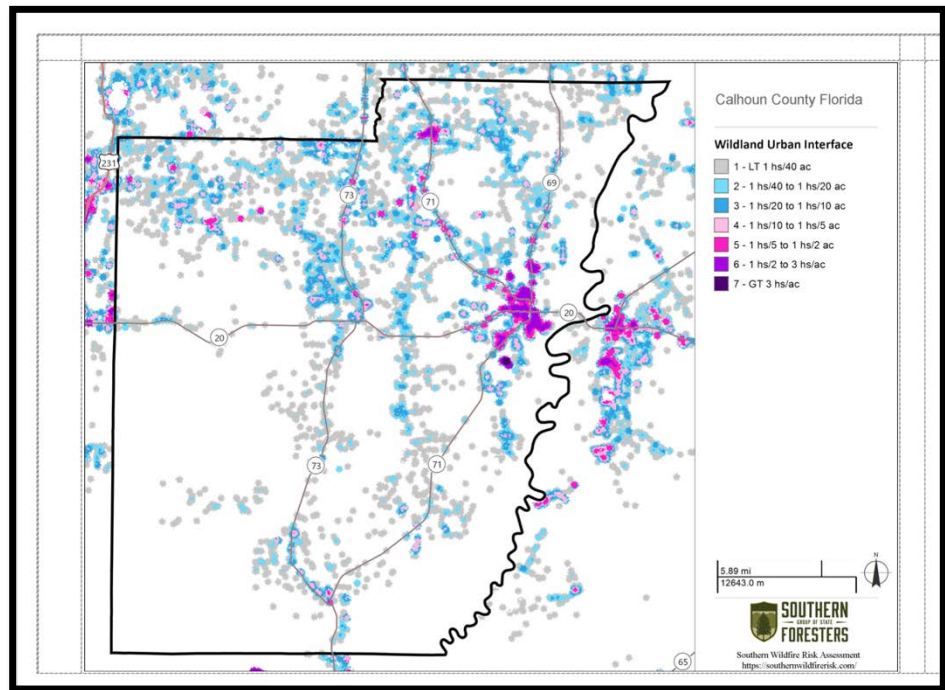 Calhoun County Florida
Wildland Urban Interface
1 - LT 1 hs/40 ac
2 - 1 hs/40 to 1 hs/20 ac
3 - 1 hs/20 to 1 hs/10 ac
4 - 1 hs/10 to 1 hs/5 ac
5 - 1 hs/5 to 1 hs/2 ac
6 - 1 hs/2 to 3 hs/ac
7 - GT 3 hs/ac
231
73
71
69
20
20
73
71
65
5.89 mi
12643.0 m
N
SOUTHERN
GROUP OF STATE
FORESTERS
Southern Wildfire Risk Assessment
https://southernwildfirerisk.com/